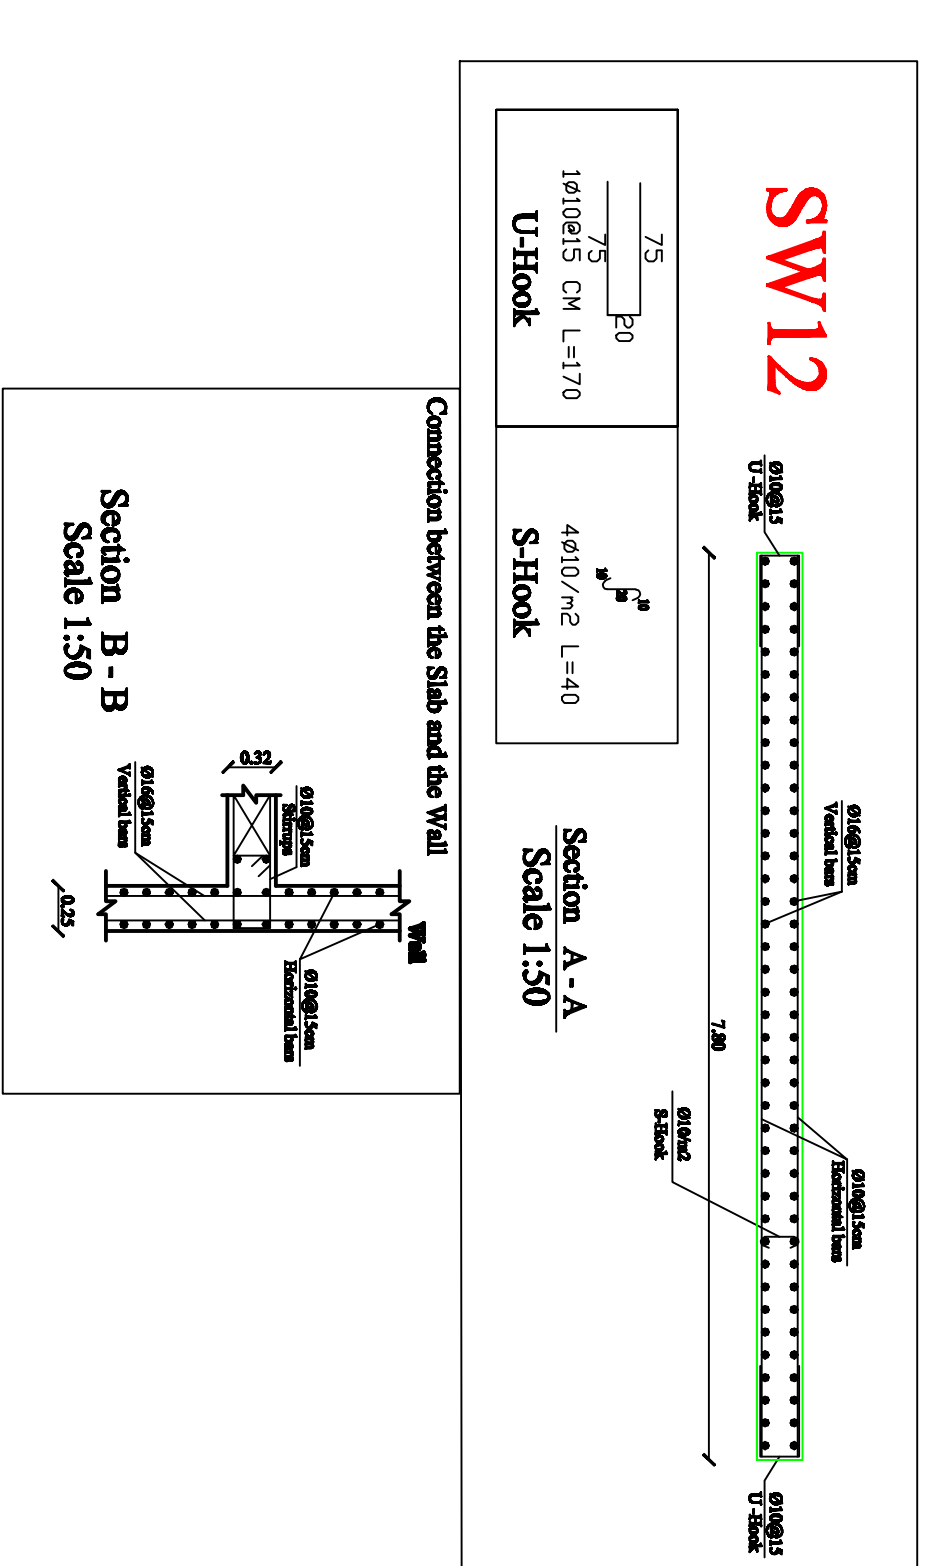 SW12
Ø10@15
U -Hook
Ø16@15cm
Vertical bars
Ø10@15cm
Horizontal bars
Ø10@15
U -Hook
7.80
Ø10/m2
S-Hook
75
20
75
1Ø10@15 CM L=170
U-Hook
10
20
10
4Ø10/m2 L=40
S-Hook
Section A - A
Scale 1:50
Connection between the Slab and the Wall
Wall
Ø10@15cm
Stirrups
0.32
Ø10@15cm
Horizontal bars
Ø16@15cm
Vertical bars
0.25
Section B - B
Scale 1:50